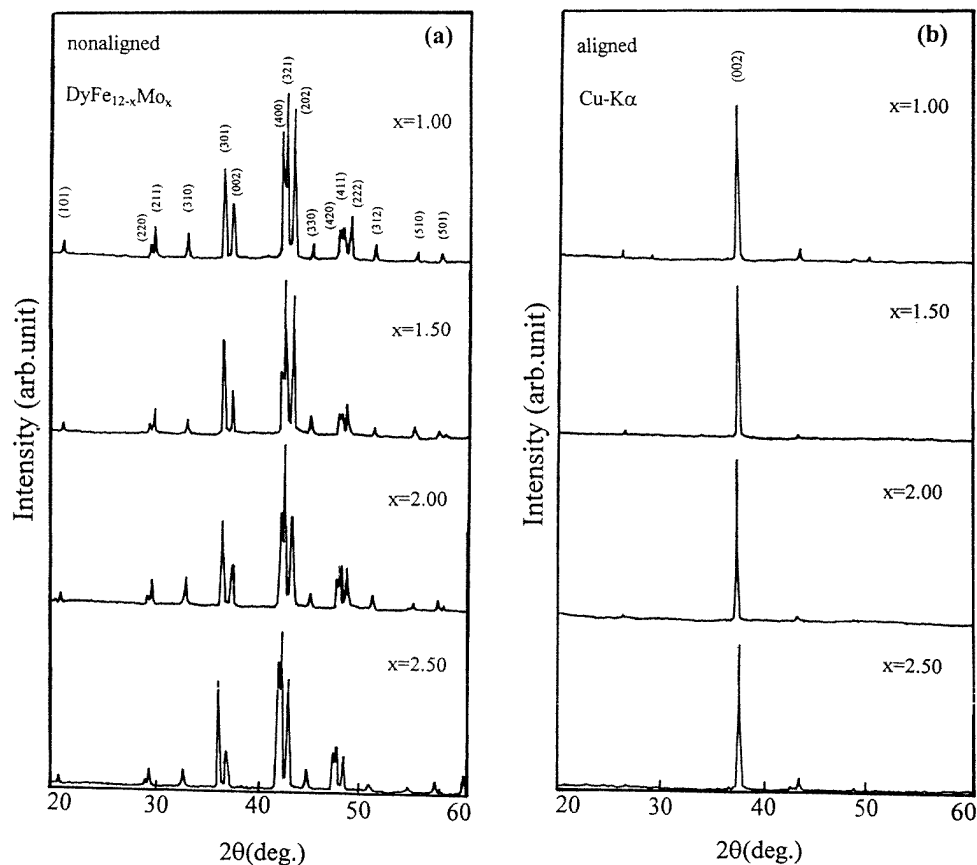 nonaligned
(a)
DyFe₁₂₋ₓMoₓ
x=1.00
(101)
(220)
(211)
(310)
(301)
(002)
(400)
(321)
(202)
(330)
(420)
(411)
(222)
(312)
(510)
(501)
x=1.50
x=2.00
x=2.50
Intensity (arb.unit)
20 30 40 50 60
2θ(deg.)
aligned
(b)
Cu-Kα
(002)
x=1.00
x=1.50
x=2.00
x=2.50
Intensity (arb.unit)
20 30 40 50 60
2θ(deg.)